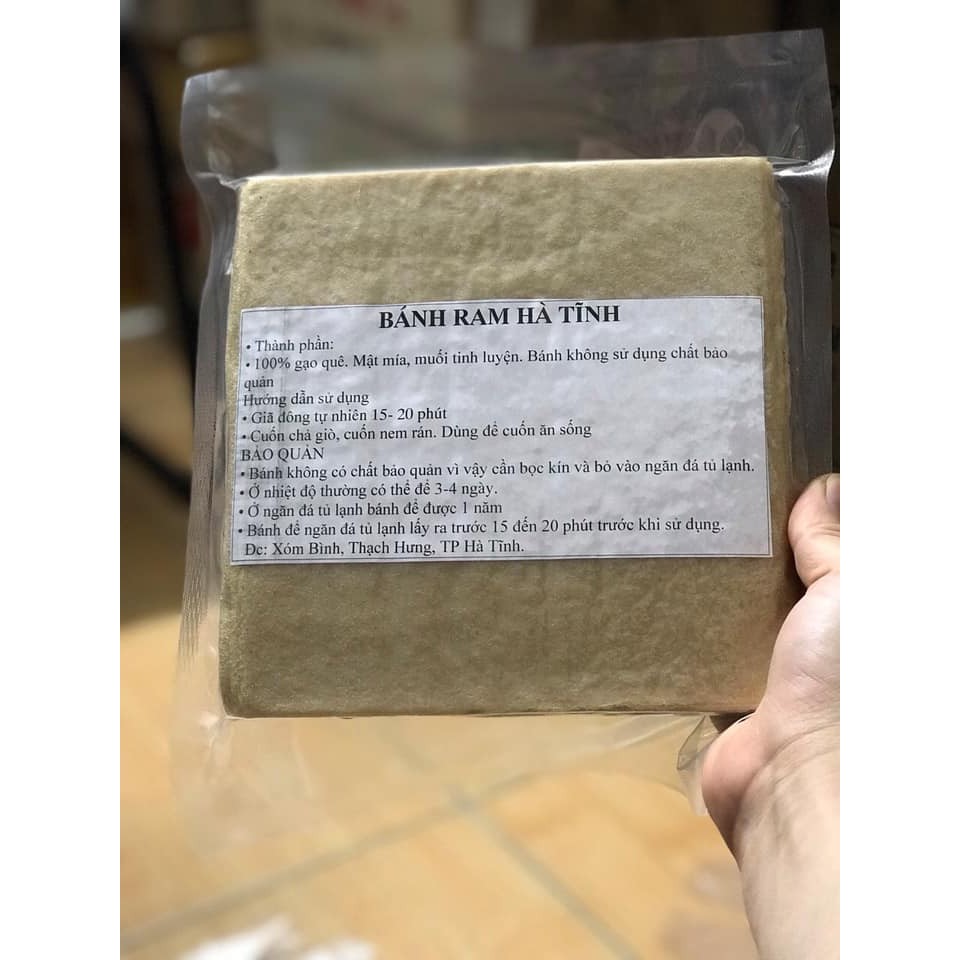 BÁNH RAM HÀ TĨNH
• Thành phần:
• 100% gạo quê. Mật mía, muối tinh luyện. Bánh không sử dụng chất bảo
quản
Hướng dẫn sử dụng
• Giã đông tự nhiên 15- 20 phút
• Cuốn chả giò, cuốn nem rán. Dùng để cuốn ăn sống
BẢO QUẢN
• Bánh không có chất bảo quản vì vậy cần bọc kín và bỏ vào ngăn đá tủ lạnh.
• Ở nhiệt độ thường có thể để 3-4 ngày.
• Ở ngăn đá tủ lạnh bánh để được 1 năm
• Bánh để ngăn đá tủ lạnh lấy ra trước 15 đến 20 phút trước khi sử dụng.
Đc: Xóm Bình, Thạch Hưng, TP Hà Tĩnh.